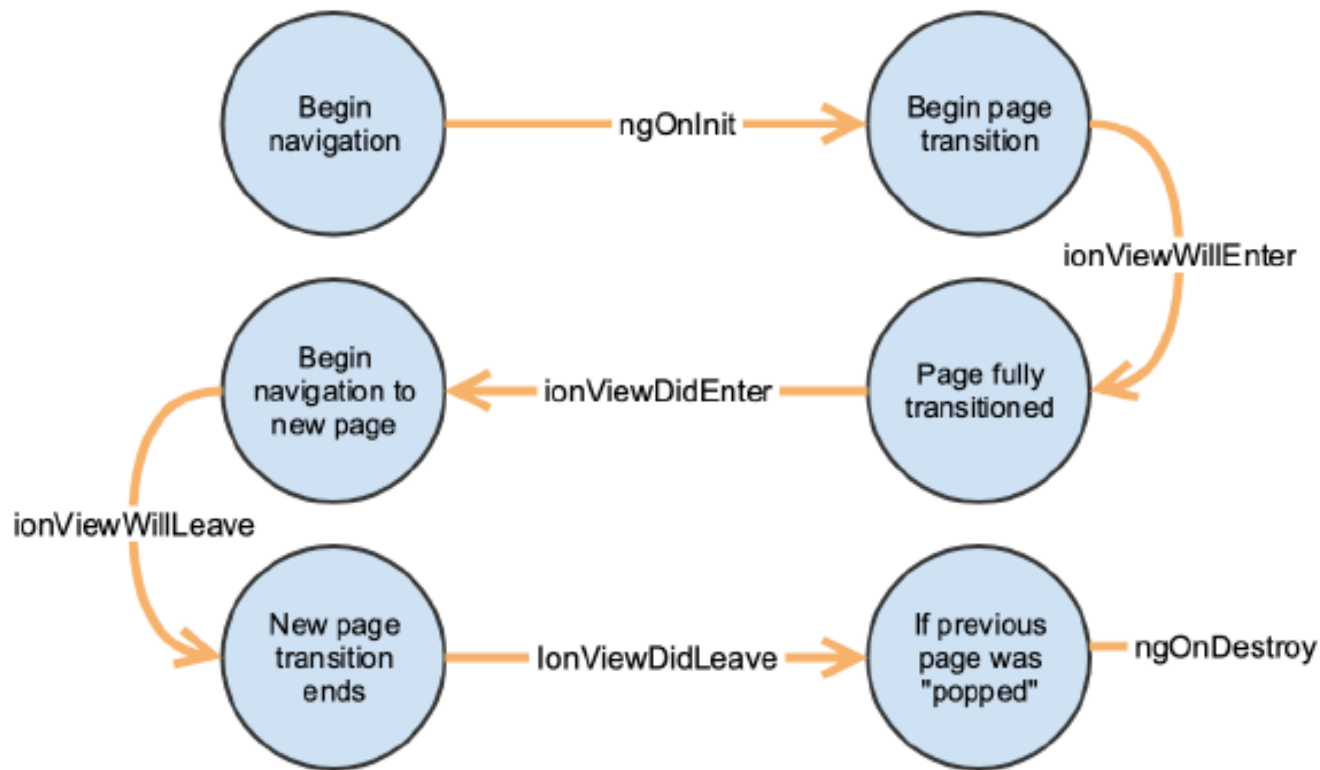 Begin
navigation
ngOnInit
Begin page
transition
ionViewWillEnter
Page fully
transitioned
ionViewDidEnter
Begin
navigation to
new page
ionViewWillLeave
New page
transition
ends
IonViewDidLeave
If previous
page was
"popped"
ngOnDestroy